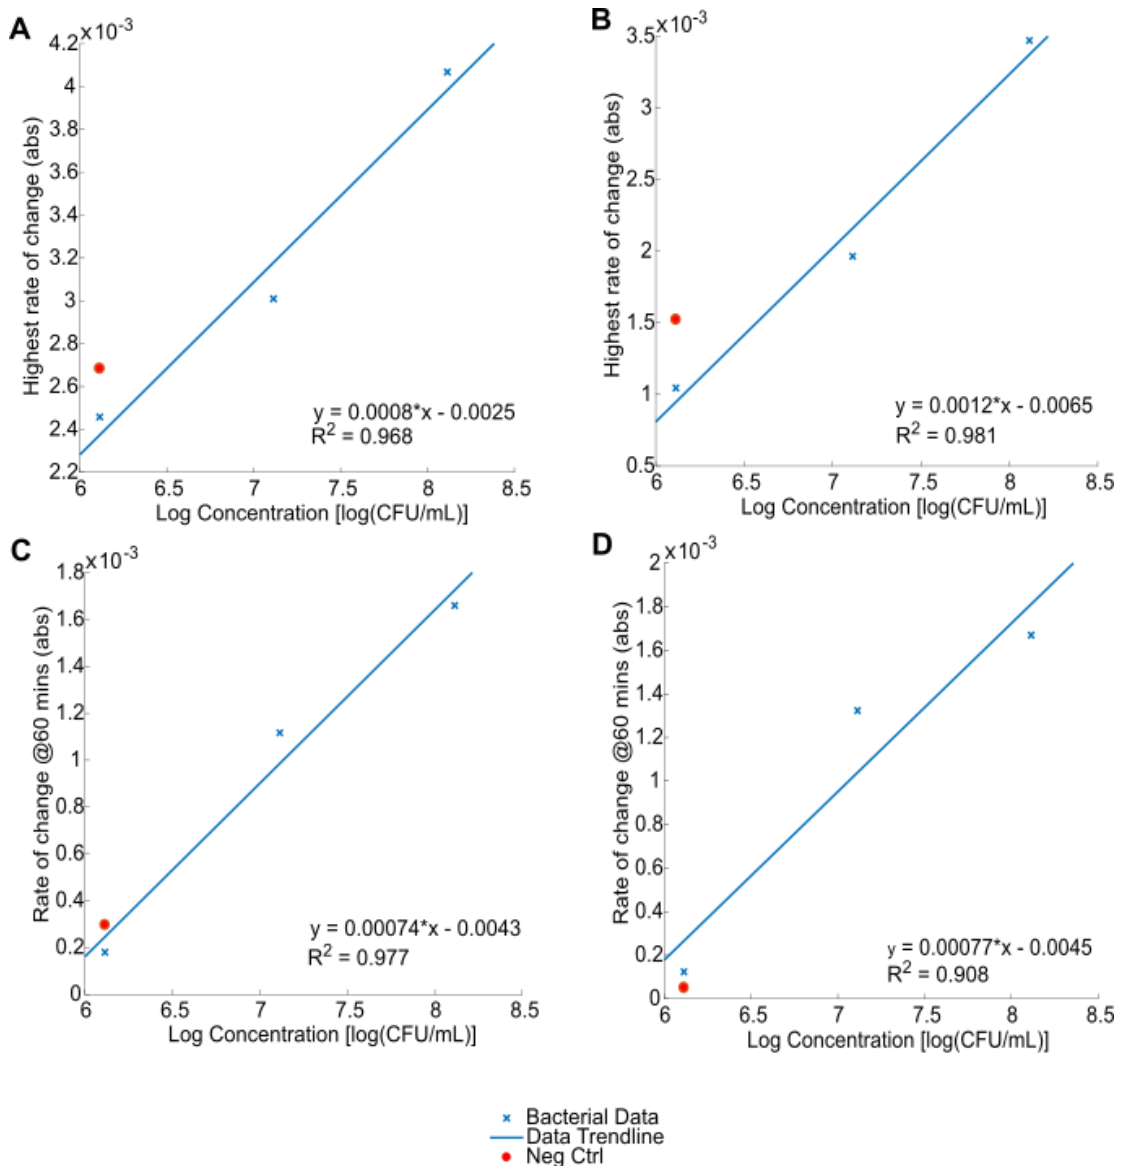 A
×10-3
4.2
4
3.8
3.6
3.4
3.2
3
2.8
2.6
2.4
2.2
Highest rate of change (abs)
y = 0.0008*x - 0.0025
R2 = 0.968
6 6.5 7 7.5 8 8.5
Log Concentration [log(CFU/mL)]
B
×10-3
3.5
3
2.5
2
1.5
1
0.5
Highest rate of change (abs)
y = 0.0012*x - 0.0065
R2 = 0.981
6 6.5 7 7.5 8 8.5
Log Concentration [log(CFU/mL)]
C
×10-3
1.8
1.6
1.4
1.2
1
0.8
0.6
0.4
0.2
0
Rate of change @60 mins (abs)
y = 0.00074*x - 0.0043
R2 = 0.977
6 6.5 7 7.5 8 8.5
Log Concentration [log(CFU/mL)]
D
×10-3
2
1.8
1.6
1.4
1.2
1
0.8
0.6
0.4
0.2
0
Rate of change @60 mins (abs)
y = 0.00077*x - 0.0045
R2 = 0.908
6 6.5 7 7.5 8 8.5
Log Concentration [log(CFU/mL)]
Bacterial Data
Data Trendline
Neg Ctrl